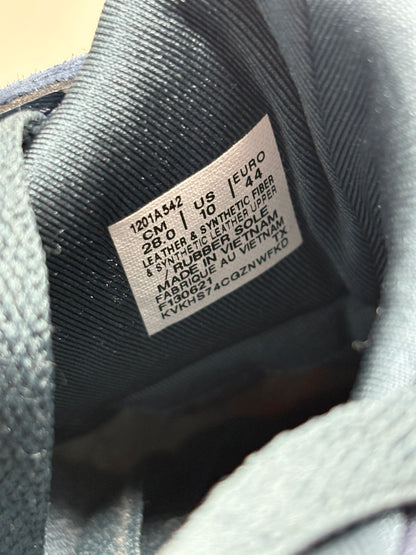 1201A542
CM | US | EURO
28.0 | 10 | 44
LEATHER & SYNTHETIC FIBER
& SYNTHETIC LEATHER UPPER
RUBBER SOLE
MADE IN VIETNAM
FABRIQUE AU VIETNAM
F130621 TX
KVKHS74CGZNWFKD